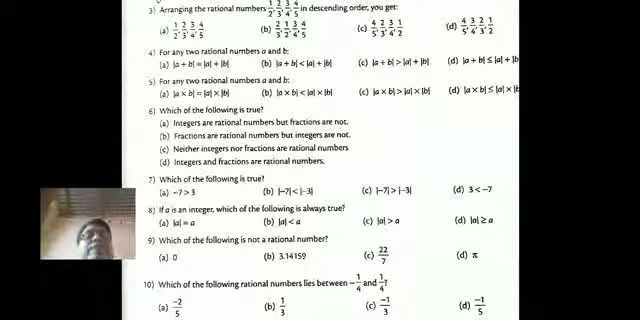 3) Arranging the rational numbers 1/2, 2/3, 3/4, 4/5 in descending order, you get:
(a) 1/2, 2/3, 3/4, 4/5 (b) 2/3, 1/2, 3/4, 4/5 (c) 4/5, 2/3, 3/4, 1/2 (d) 4/5, 3/4, 2/3, 1/2
4) For any two rational numbers a and b:
(a) |a + b| = |a| + |b| (b) |a + b| < |a| + |b| (c) |a + b| > |a| + |b| (d) |a + b| ≤ |a| + |b
5) For any two rational numbers a and b:
(a) |a × b| = |a| × |b| (b) |a × b| < |a| × |b| (c) |a × b| > |a| × |b| (d) |a × b| ≤ |a| × |b
6) Which of the following is true?
(a) Integers are rational numbers but fractions are not.
(b) Fractions are rational numbers but integers are not.
(c) Neither integers nor fractions are rational numbers
(d) Integers and fractions are rational numbers.
7) Which of the following is true?
(a) −7 > 3 (b) |−7| < |−3| (c) |−7| > |−3| (d) 3 < −7
8) If a is an integer, which of the following is always true?
(a) |a| = a (b) |a| < a (c) |a| > a (d) |a| ≥ a
9) Which of the following is not a rational number?
(a) 0 (b) 3.14159 (c) 22/7 (d) π
10) Which of the following rational numbers lies between −1/4 and 1/4?
(a) −2/5 (b) 1/3 (c) −1/3 (d) −1/5